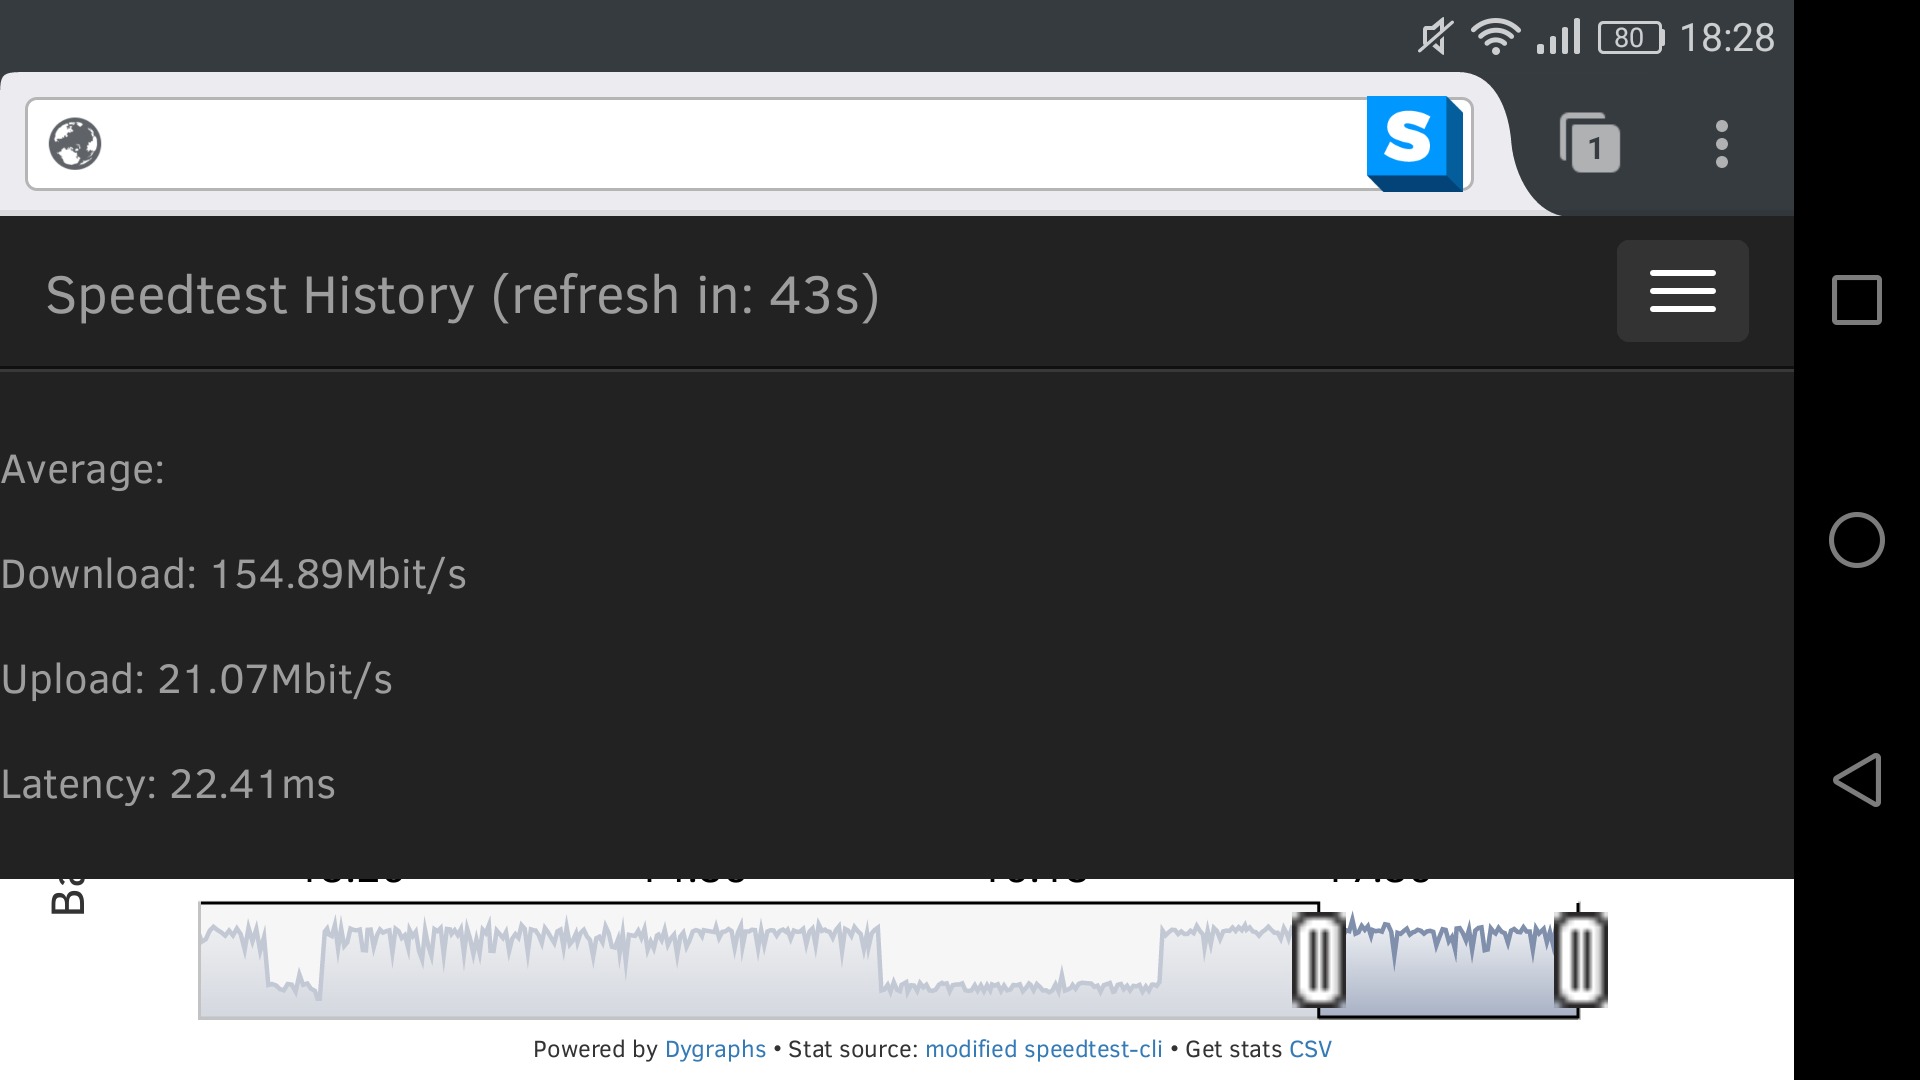 80 18:28
S
1
Speedtest History (refresh in: 43s)
Average:
Download: 154.89Mbit/s
Upload: 21.07Mbit/s
Latency: 22.41ms
Powered by Dygraphs • Stat source: modified speedtest-cli • Get stats CSV